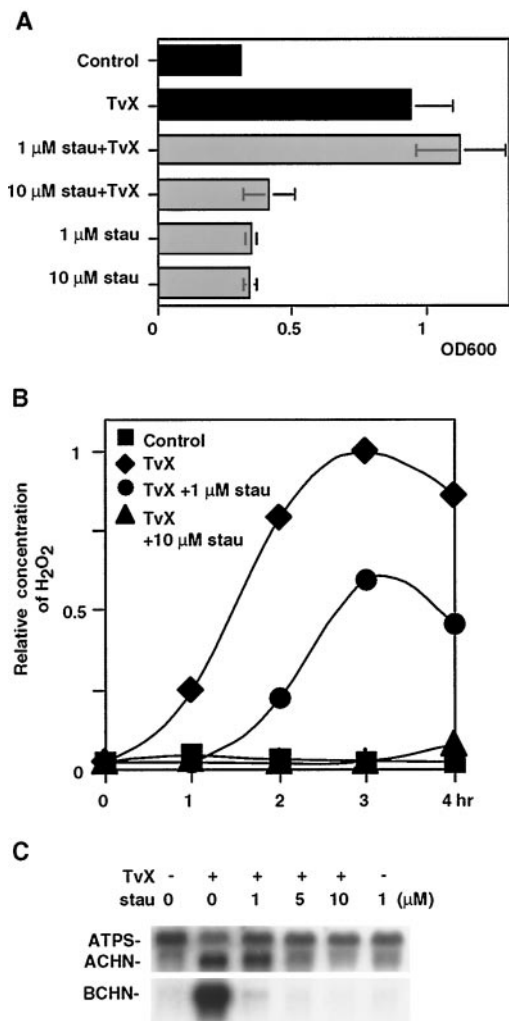 A
Control
TvX
1 µM stau+TvX
10 µM stau+TvX
1 µM stau
10 µM stau
0 0.5 1
OD600
B
Control
TvX
TvX +1 µM stau
TvX
+10 µM stau
1
0.5
0
Relative concentration
of H2O2
0 1 2 3 4 hr
C
TvX - + + + + -
stau 0 0 1 5 10 1 (µM)
ATPS-
ACHN-
BCHN-